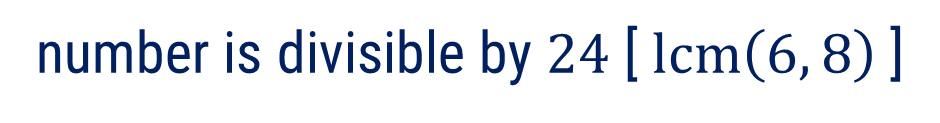 number is divisible by 24 [ lcm(6, 8) ]